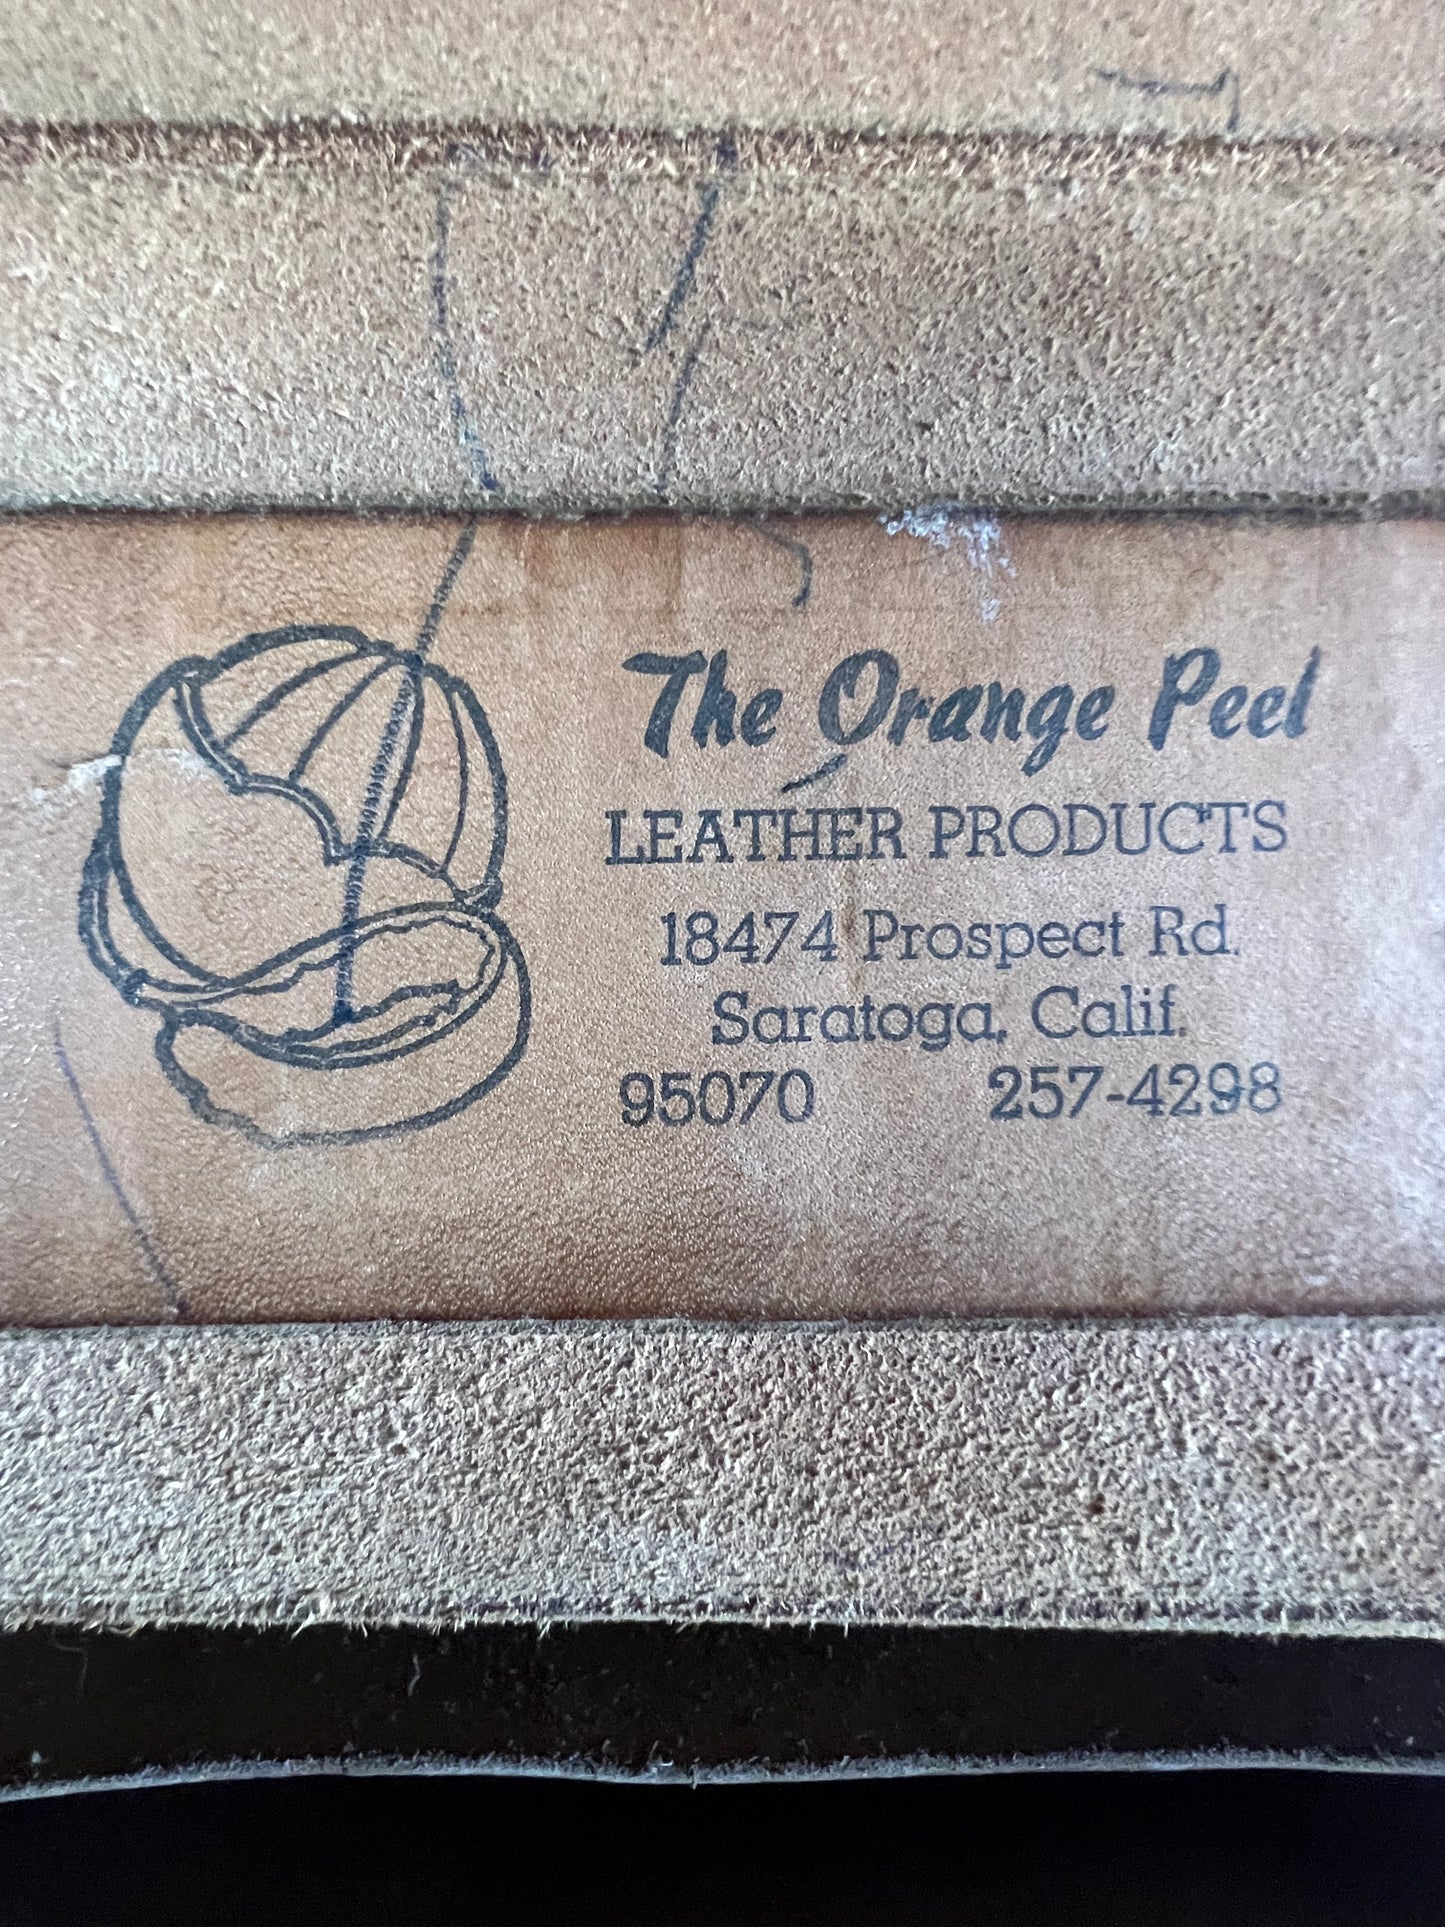 The Orange Peel
LEATHER PRODUCTS
18474 Prospect Rd.
Saratoga, Calif.
95070 257-4298